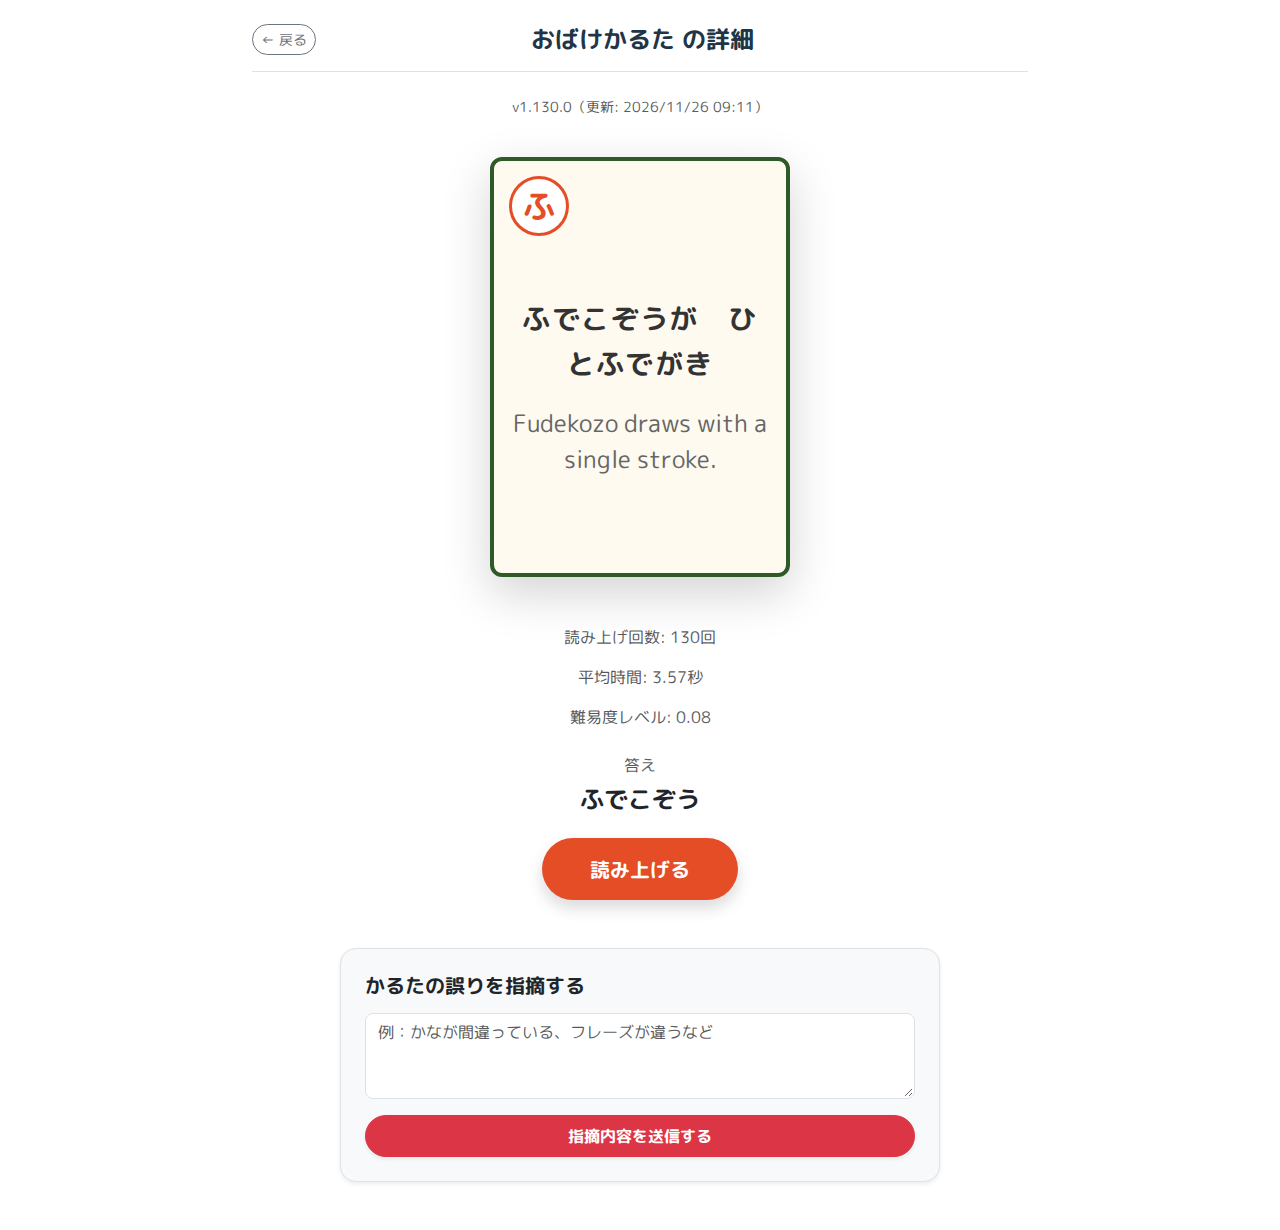 ← 戻る
おばけかるた の詳細
v1.130.0（更新: 2026/11/26 09:11）
ふ
ふでこぞうが　ひ
とふでがき
Fudekozo draws with a
single stroke.
読み上げ回数: 130回
平均時間: 3.57秒
難易度レベル: 0.08
答え
ふでこぞう
読み上げる
かるたの誤りを指摘する
例：かなが間違っている、フレーズが違うなど
指摘内容を送信する